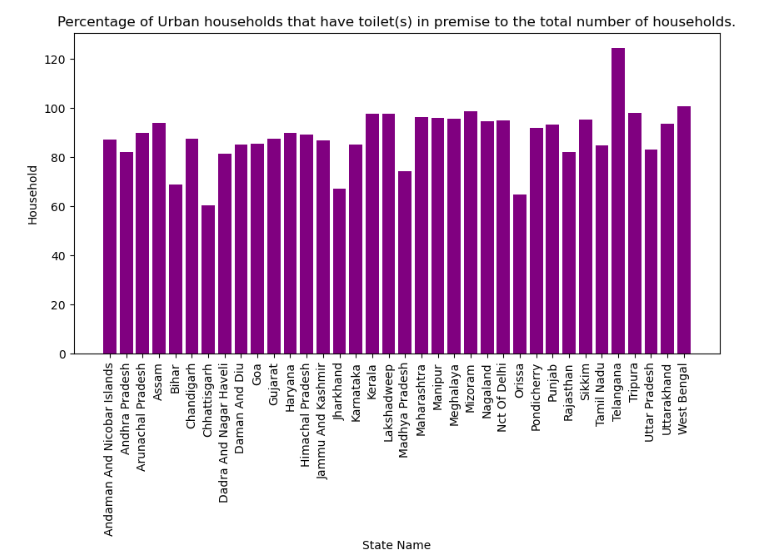 Percentage of Urban households that have toilet(s) in premise to the total number of households.
120
100
80
60
40
20
0
Household
Andaman And Nicobar Islands
Andhra Pradesh
Arunachal Pradesh
Assam
Bihar
Chandigarh
Chhattisgarh
Dadra And Nagar Haveli
Daman And Diu
Goa
Gujarat
Haryana
Himachal Pradesh
Jammu And Kashmir
Jharkhand
Karnataka
Kerala
Lakshadweep
Madhya Pradesh
Maharashtra
Manipur
Meghalaya
Mizoram
Nagaland
Nct Of Delhi
Orissa
Pondicherry
Punjab
Rajasthan
Sikkim
Tamil Nadu
Telangana
Tripura
Uttar Pradesh
Uttarakhand
West Bengal
State Name